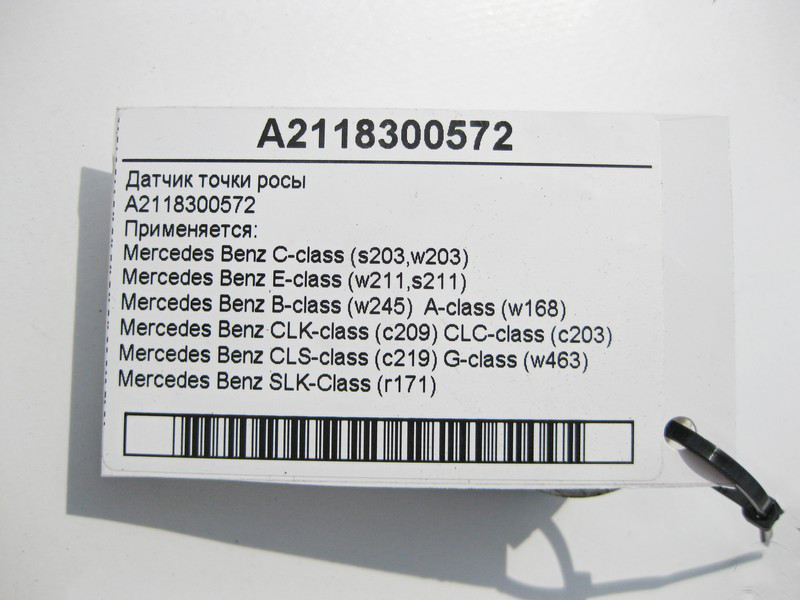 A2118300572
Датчик точки росы
A2118300572
Применяется:
Mercedes Benz C-class (s203,w203)
Mercedes Benz E-class (w211,s211)
Mercedes Benz B-class (w245) A-class (w168)
Mercedes Benz CLK-class (c209) CLC-class (c203)
Mercedes Benz CLS-class (c219) G-class (w463)
Mercedes Benz SLK-Class (r171)